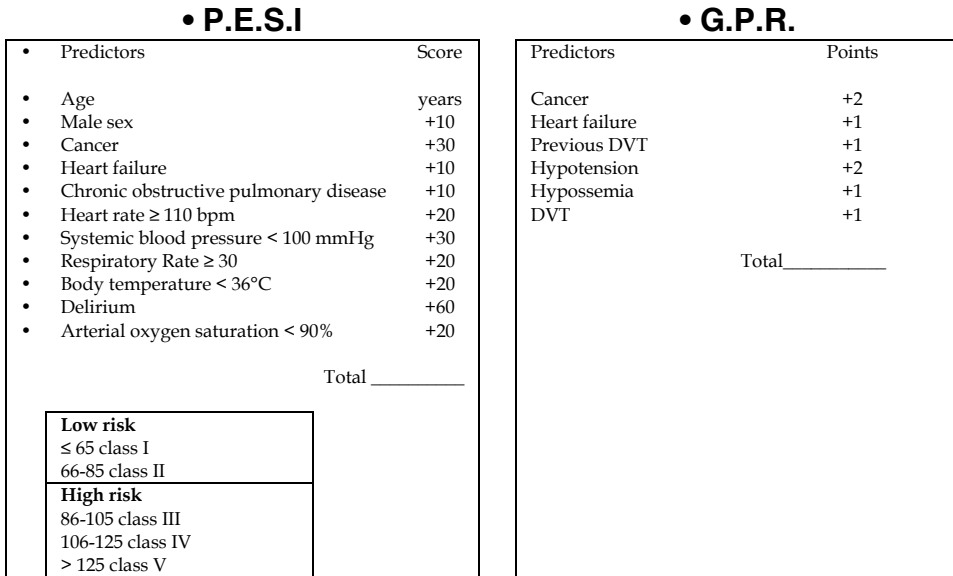 • P.E.S.I
• Predictors Score
• Age years
• Male sex +10
• Cancer +30
• Heart failure +10
• Chronic obstructive pulmonary disease +10
• Heart rate ≥ 110 bpm +20
• Systemic blood pressure < 100 mmHg +30
• Respiratory Rate ≥ 30 +20
• Body temperature < 36°C +20
• Delirium +60
• Arterial oxygen saturation < 90% +20
Total __________
Low risk
≤ 65 class I
66-85 class II
High risk
86-105 class III
106-125 class IV
> 125 class V
• G.P.R.
Predictors Points
Cancer +2
Heart failure +1
Previous DVT +1
Hypotension +2
Hypossemia +1
DVT +1
Total___________